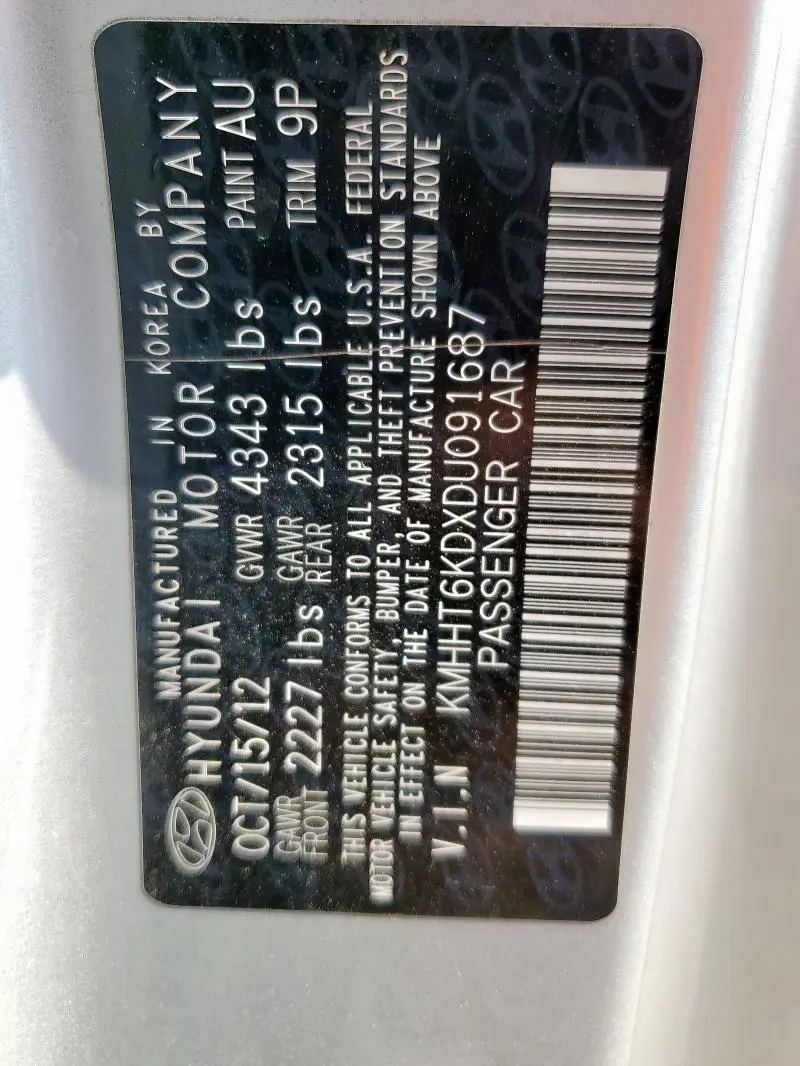 MANUFACTURED IN KOREA BY
HYUNDAI MOTOR COMPANY
OCT/15/12 GVWR 4343 lbs PAINT AU
GAWR FRONT 2227 lbs GAWR REAR 2315 lbs TRIM 9P
THIS VEHICLE CONFORMS TO ALL APPLICABLE U.S.A. FEDERAL
MOTOR VEHICLE SAFETY, BUMPER, AND THEFT PREVENTION STANDARDS
IN EFFECT ON THE DATE OF MANUFACTURE SHOWN ABOVE
V.I.N KMHHT6KDXDU091687
PASSENGER CAR